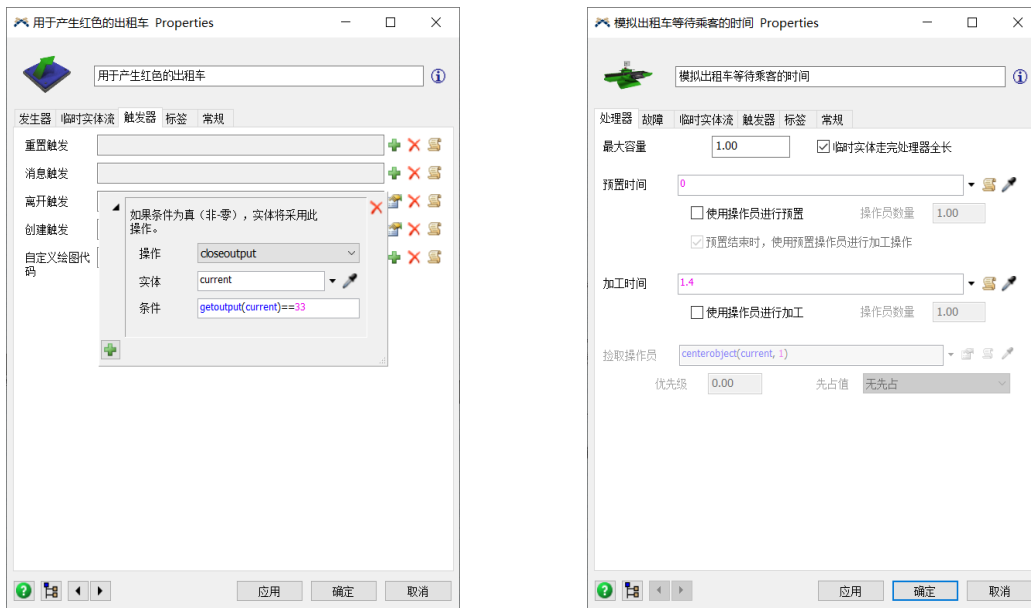 用于产生红色的出租车 Properties
用于产生红色的出租车
发生器 临时实体流 触发器 标签 常规
重置触发
消息触发
离开触发
创建触发
自定义绘图代码
如果条件为真（非-零），实体将采用此
操作。
操作 closeoutput
实体 current
条件 getoutput(current)==33
应用 确定 取消
模拟出租车等待乘客的时间 Properties
模拟出租车等待乘客的时间
处理器 故障 临时实体流 触发器 标签 常规
最大容量 1.00 临时实体走完处理器全长
预置时间 0
使用操作员进行预置 操作员数量 1.00
预置结束时，使用预置操作员进行加工操作
加工时间 1.4
使用操作员进行加工 操作员数量 1.00
捡取操作员 centerobject(current, 1)
优先级 0.00 先占值 无先占
应用 确定 取消